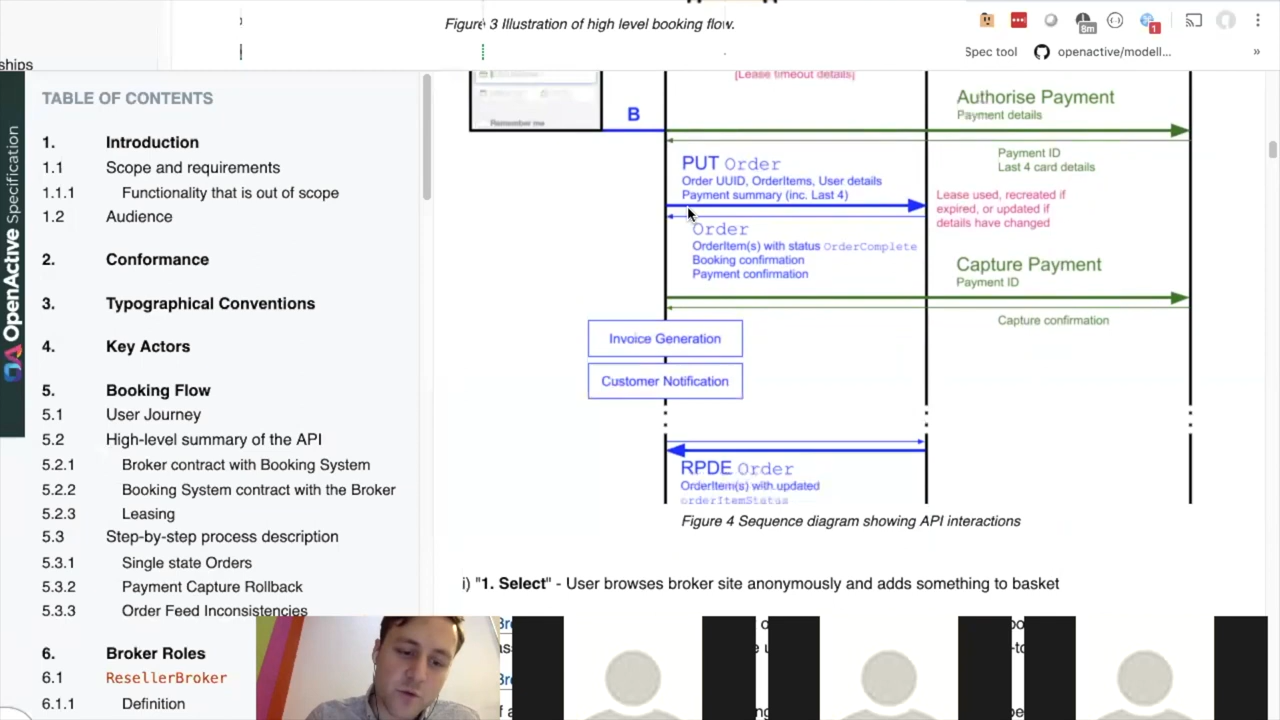 Figure 3 Illustration of high level booking flow.
8m
1
ships
Spec tool
openactive/modell...
»
OpenActive Specification
TABLE OF CONTENTS
1. Introduction
1.1 Scope and requirements
1.1.1 Functionality that is out of scope
1.2 Audience
2. Conformance
3. Typographical Conventions
4. Key Actors
5. Booking Flow
5.1 User Journey
5.2 High-level summary of the API
5.2.1 Broker contract with Booking System
5.2.2 Booking System contract with the Broker
5.2.3 Leasing
5.3 Step-by-step process description
5.3.1 Single state Orders
5.3.2 Payment Capture Rollback
5.3.3 Order Feed Inconsistencies
6. Broker Roles
6.1 ResellerBroker
6.1.1 Definition
[Lease timeout details]
Remember me
B
Authorise Payment
Payment details
Payment ID
Last 4 card details
PUT Order
Order UUID, OrderItems, User details
Payment summary (inc. Last 4)
Lease used, recreated if
expired, or updated if
details have changed
Order
OrderItem(s) with status OrderComplete
Booking confirmation
Payment confirmation
Capture Payment
Payment ID
Capture confirmation
Invoice Generation
Customer Notification
RPDE Order
OrderItem(s) with updated
orderItemStatus
Figure 4 Sequence diagram showing API interactions
i) "1. Select" - User browses broker site anonymously and adds something to basket